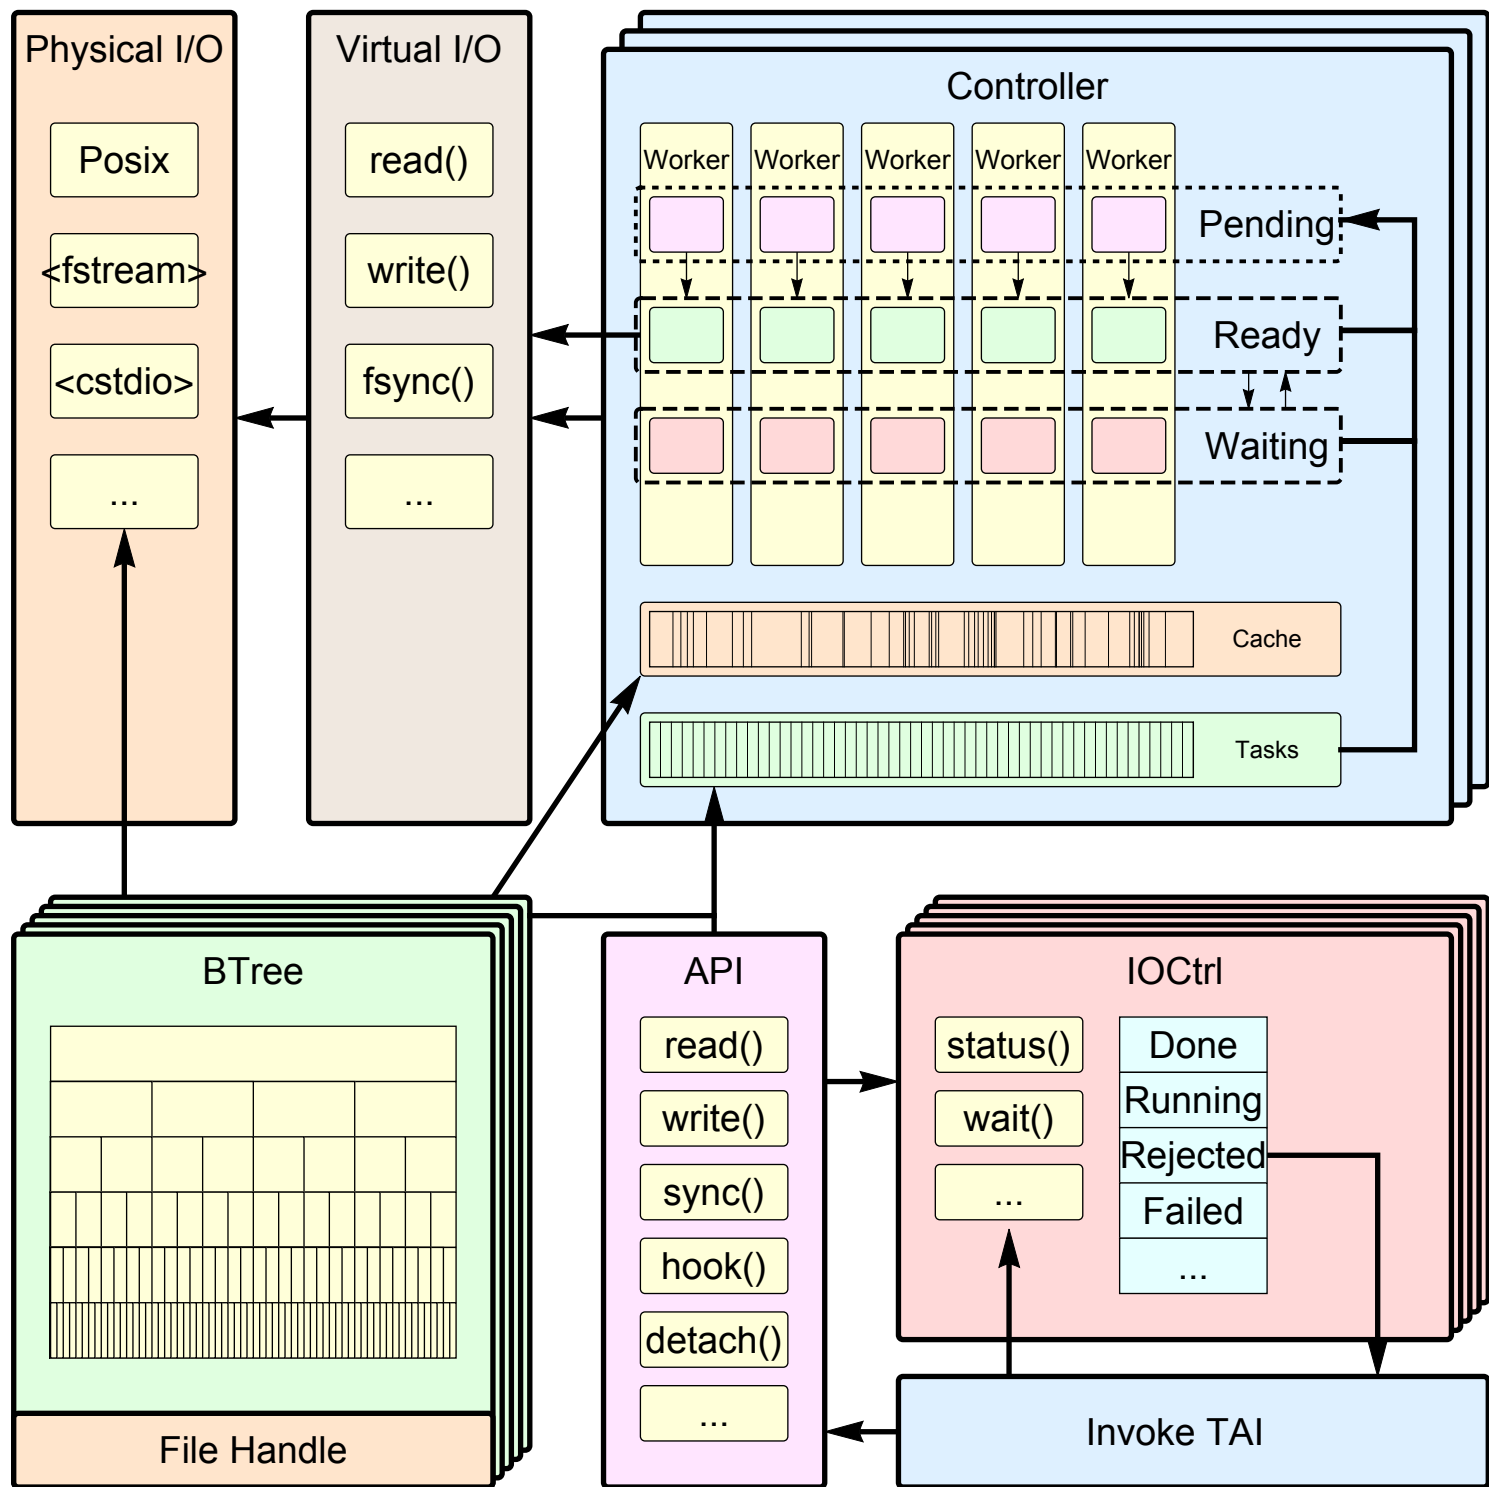 Physical I/O
Posix
<fstream>
<cstdio>
...
Virtual I/O
read()
write()
fsync()
...
Controller
Worker Worker Worker Worker Worker
Pending
Ready
Waiting
Cache
Tasks
BTree
File Handle
API
read()
write()
sync()
hook()
detach()
...
IOCtrl
status()
wait()
...
Done
Running
Rejected
Failed
...
Invoke TAI